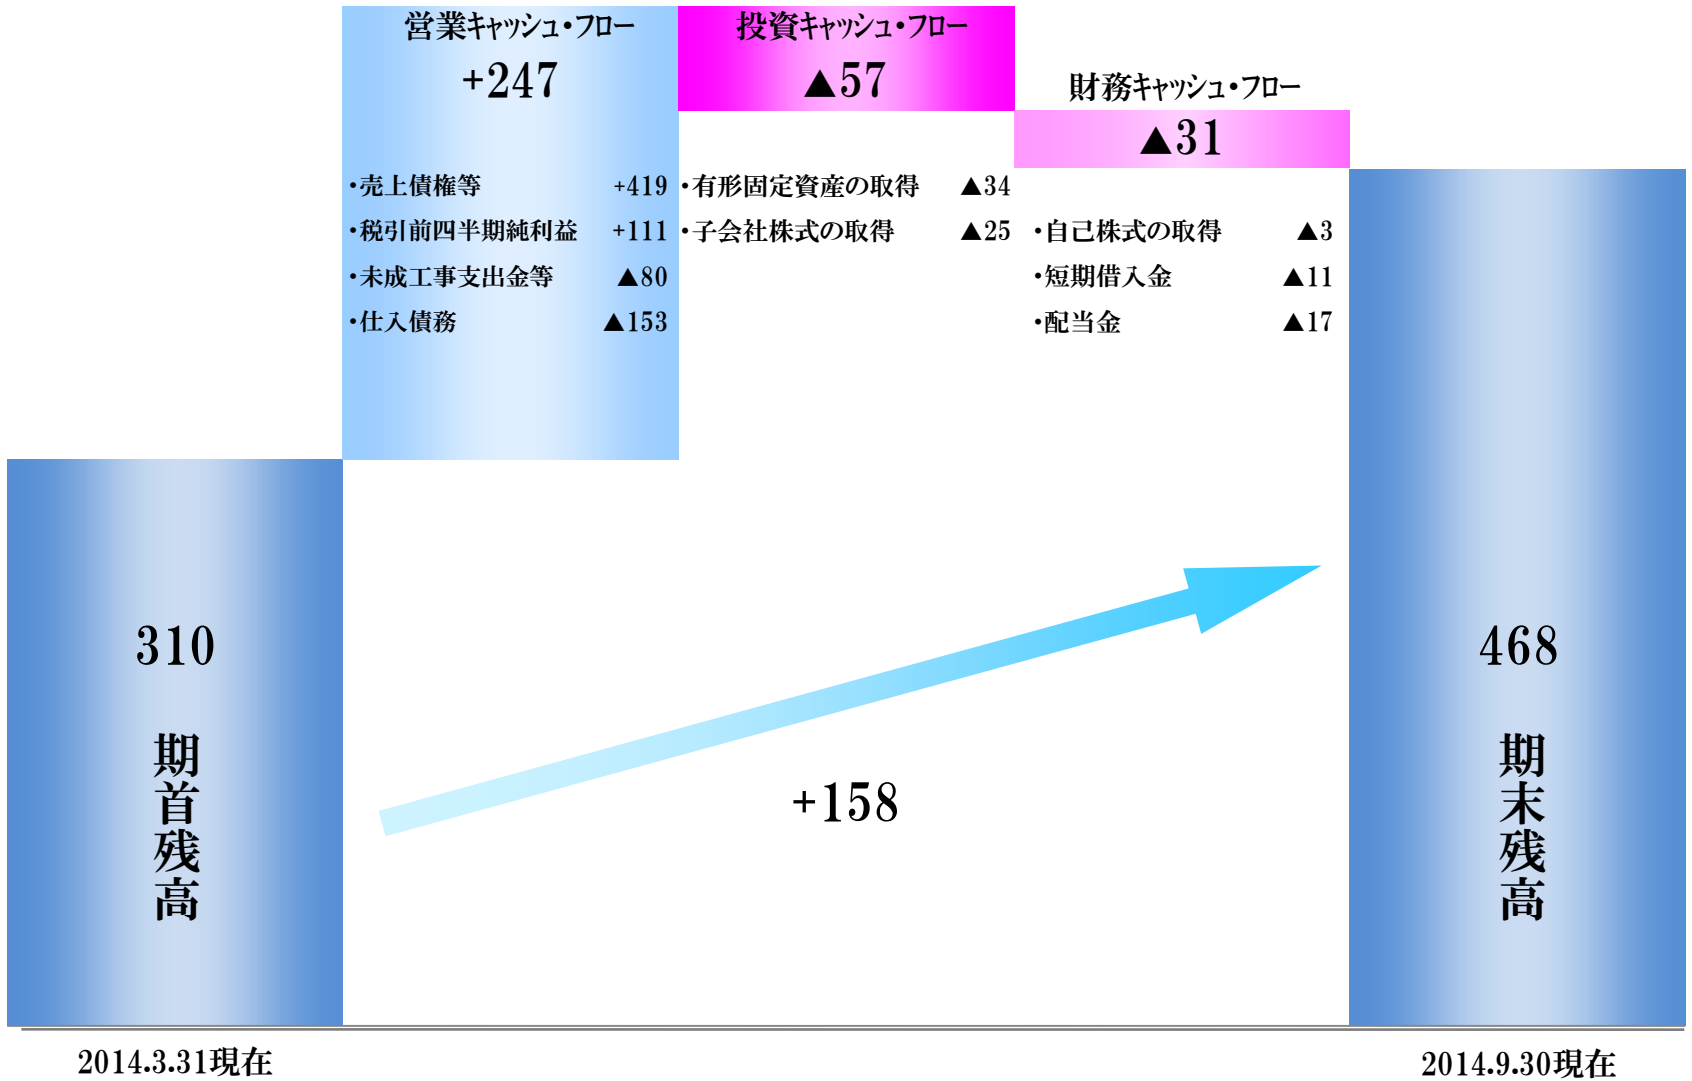 営業キャッシュ・フロー
+247
・売上債権等 +419
・税引前四半期純利益 +111
・未成工事支出金等 ▲80
・仕入債務 ▲153
投資キャッシュ・フロー
▲57
・有形固定資産の取得 ▲34
・子会社株式の取得 ▲25
財務キャッシュ・フロー
▲31
・自己株式の取得 ▲3
・短期借入金 ▲11
・配当金 ▲17
310
期首残高
+158
468
期末残高
2014.3.31現在
2014.9.30現在